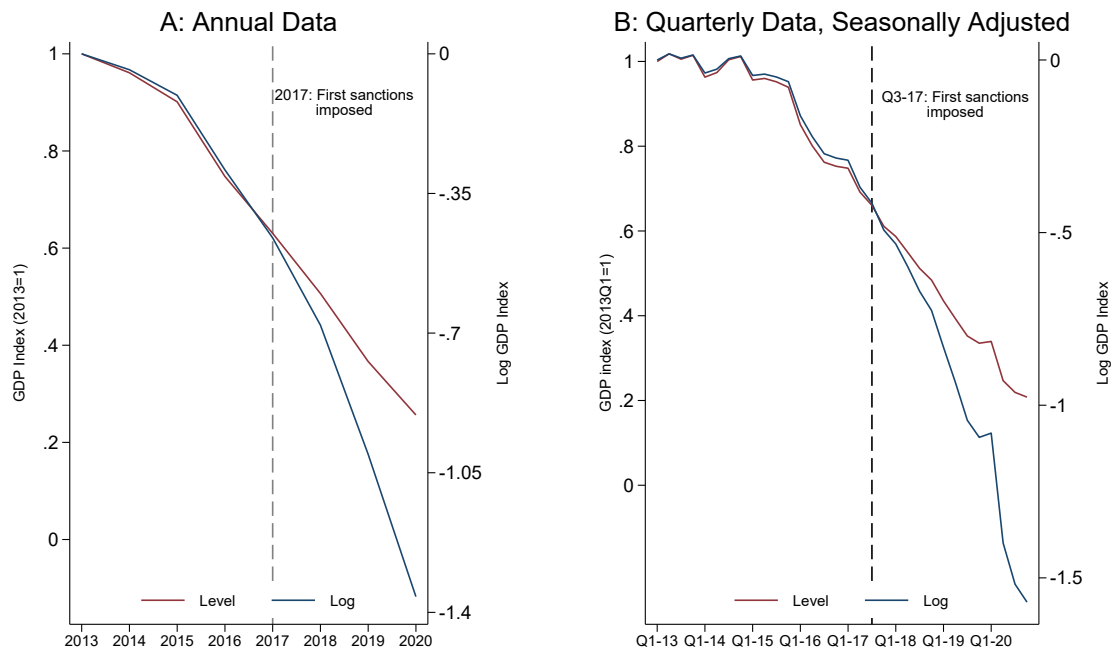 A: Annual Data
1
.8
.6
.4
.2
0
GDP Index (2013=1)
0
-.35
-.7
-1.05
-1.4
Log GDP Index
2017: First sanctions
imposed
Level
Log
2013 2014 2015 2016 2017 2018 2019 2020
B: Quarterly Data, Seasonally Adjusted
1
.8
.6
.4
.2
0
GDP index (2013Q1=1)
0
-.5
-1
-1.5
Log GDP Index
Q3-17: First sanctions
imposed
Level
Log
Q1-13 Q1-14 Q1-15 Q1-16 Q1-17 Q1-18 Q1-19 Q1-20